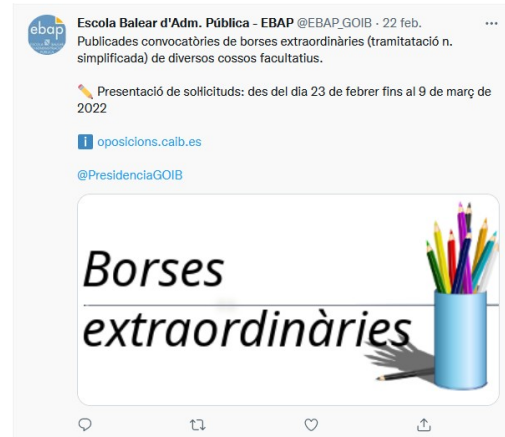 ebap
Escola Balear d'Adm. Pública - EBAP @EBAP_GOIB · 22 feb.
Publicades convocatòries de borses extraordinàries (tramitatació n.
simplificada) de diversos cossos facultatius.
Presentació de sol·licituds: des del dia 23 de febrer fins al 9 de març de
2022
i oposicions.caib.es
@PresidenciaGOIB
Borses
extraordinàries